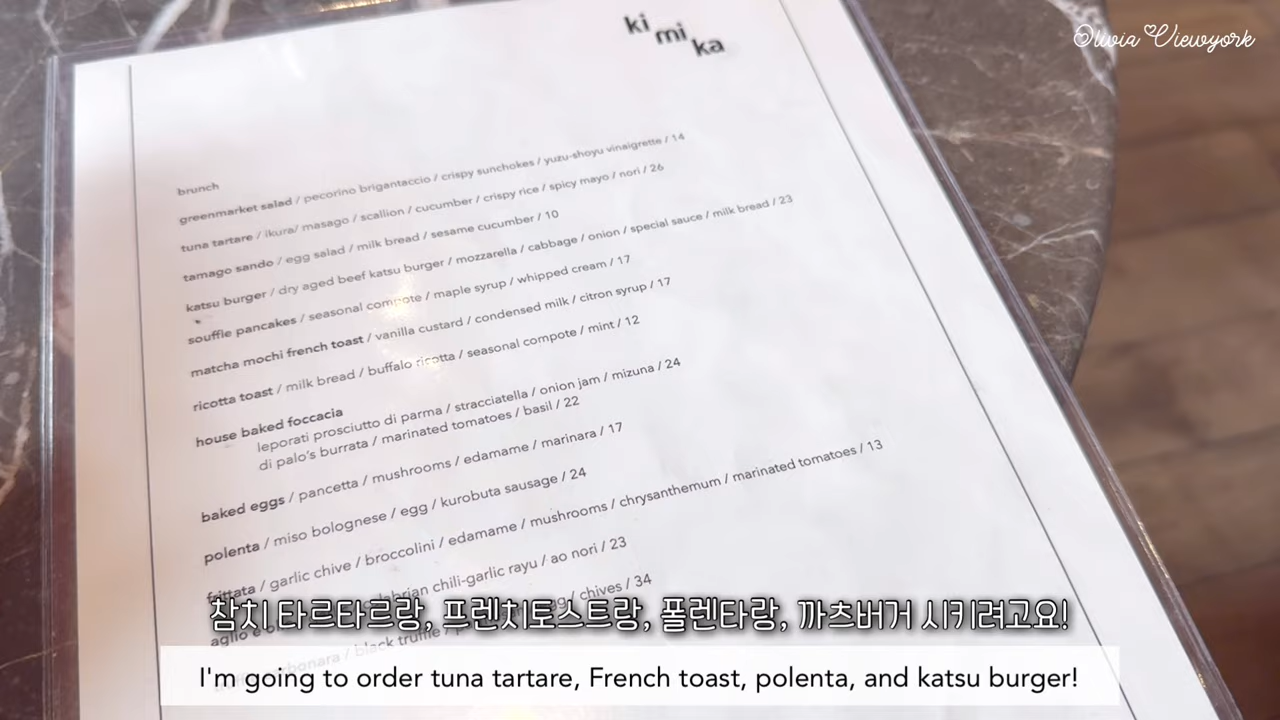 ki
mi
ka
Olivia Viewyork
brunch
greenmarket salad / pecorino brigantaccio / crispy sunchokes / yuzu-shoyu vinaigrette / 14
tuna tartare / ikura/ masago / scallion / cucumber / crispy rice / spicy mayo / nori / 26
tamago sando / egg salad / milk bread / sesame cucumber / 10
katsu burger / dry aged beef katsu burger / mozzarella / cabbage / onion / special sauce / milk bread / 23
souffle pancakes / seasonal compote / maple syrup / whipped cream / 17
matcha mochi french toast / vanilla custard / condensed milk / citron syrup / 17
ricotta toast / milk bread / buffalo ricotta / seasonal compote / mint / 12
house baked foccacia
leporati prosciutto di parma / stracciatella / onion jam / mizuna / 24
di palo's burrata / marinated tomatoes / basil / 22
baked eggs / pancetta / mushrooms / edamame / marinara / 17
polenta / miso bolognese / egg / kurobuta sausage / 24
frittata / garlic chive / broccolini / edamame / mushrooms / chrysanthemum / marinated tomatoes / 13
aglio e chili-garlic rayu / ao nori / 23
carbonara / black truffle / chives / 34
참치 타르타르랑, 프렌치토스트랑, 폴렌타랑, 까츠버거 시키려고요!
I'm going to order tuna tartare, French toast, polenta, and katsu burger!